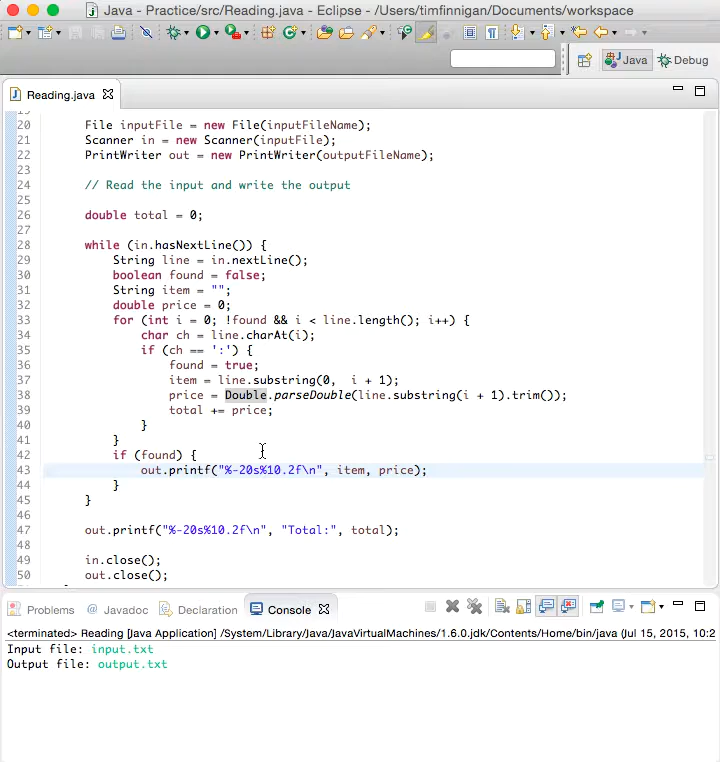 Java - Practice/src/Reading.java - Eclipse - /Users/timfinnigan/Documents/workspace
Java Debug
Reading.java
20 File inputFile = new File(inputFileName);
21 Scanner in = new Scanner(inputFile);
22 PrintWriter out = new PrintWriter(outputFileName);
23
24 // Read the input and write the output
25
26 double total = 0;
27
28 while (in.hasNextLine()) {
29 String line = in.nextLine();
30 boolean found = false;
31 String item = "";
32 double price = 0;
33 for (int i = 0; !found && i < line.length(); i++) {
34 char ch = line.charAt(i);
35 if (ch == ':') {
36 found = true;
37 item = line.substring(0,  i + 1);
38 price = Double.parseDouble(line.substring(i + 1).trim());
39 total += price;
40 }
41 }
42 if (found) {
43 out.printf("%-20s%10.2f\n", item, price);
44 }
45 }
46
47 out.printf("%-20s%10.2f\n", "Total:", total);
48
49 in.close();
50 out.close();
Problems @ Javadoc Declaration Console
<terminated> Reading [Java Application] /System/Library/Java/JavaVirtualMachines/1.6.0.jdk/Contents/Home/bin/java (Jul 15, 2015, 10:2
Input file: input.txt
Output file: output.txt